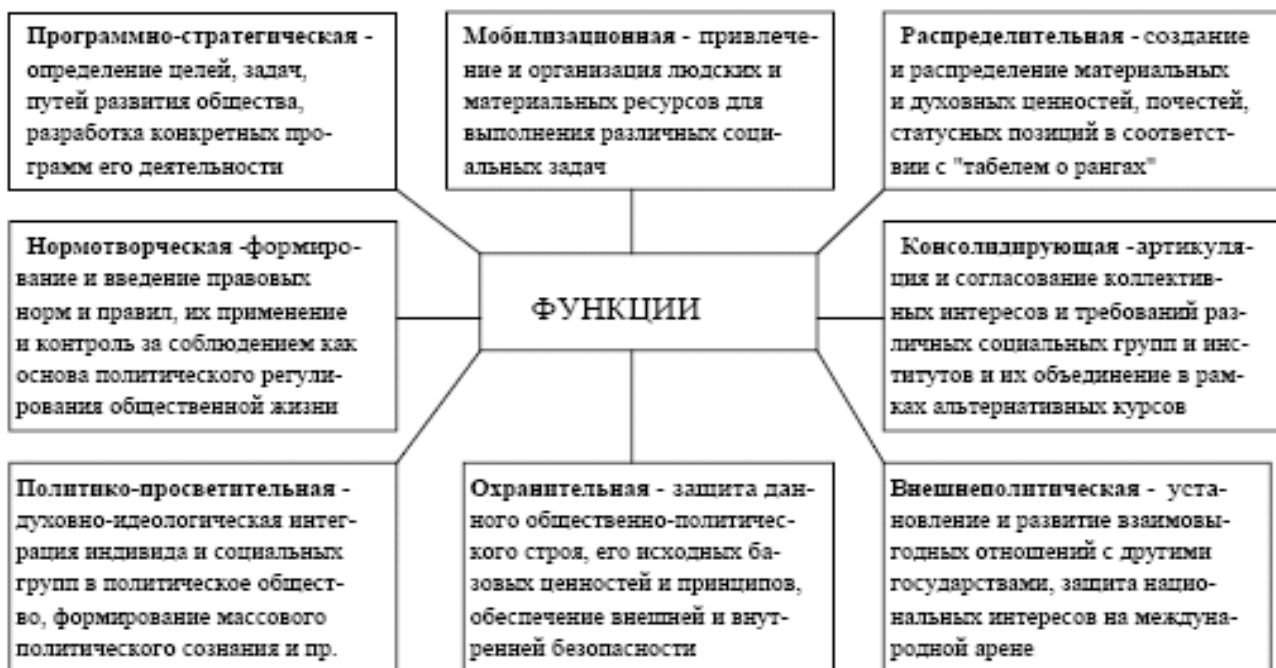 Программно-стратегическая -
определение целей, задач,
путей развития общества,
разработка конкретных про-
грамм его деятельности
Мобилизационная - привлече-
ние и организация людских и
материальных ресурсов для
выполнения различных соци-
альных задач
Распределительная - создание
и распределение материальных
и духовных ценностей, почестей,
статусных позиций в соответст-
вии с "табелем о рангах"
Нормотворческая -формиро-
вание и введение правовых
норм и правил, их применение
и контроль за соблюдением как
основа политического регули-
рования общественной жизни
ФУНКЦИИ
Консолидирующая -артикуля-
ция и согласование коллектив-
ных интересов и требований раз-
личных социальных групп и инс-
титутов и их объединение в рам-
ках альтернативных курсов
Политико-просветительная -
духовно-идеологическая интег-
рация индивида и социальных
групп в политическое общест-
во, формирование массового
политического сознания и пр.
Охранительная - защита дан-
ного общественно-политичес-
кого строя, его исходных ба-
зовых ценностей и принципов,
обеспечение внешней и внут-
ренней безопасности
Внешнеполитическая - уста-
новление и развитие взаимовы-
годных отношений с другими
государствами, защита нацио-
нальных интересов на междуна-
родной арене